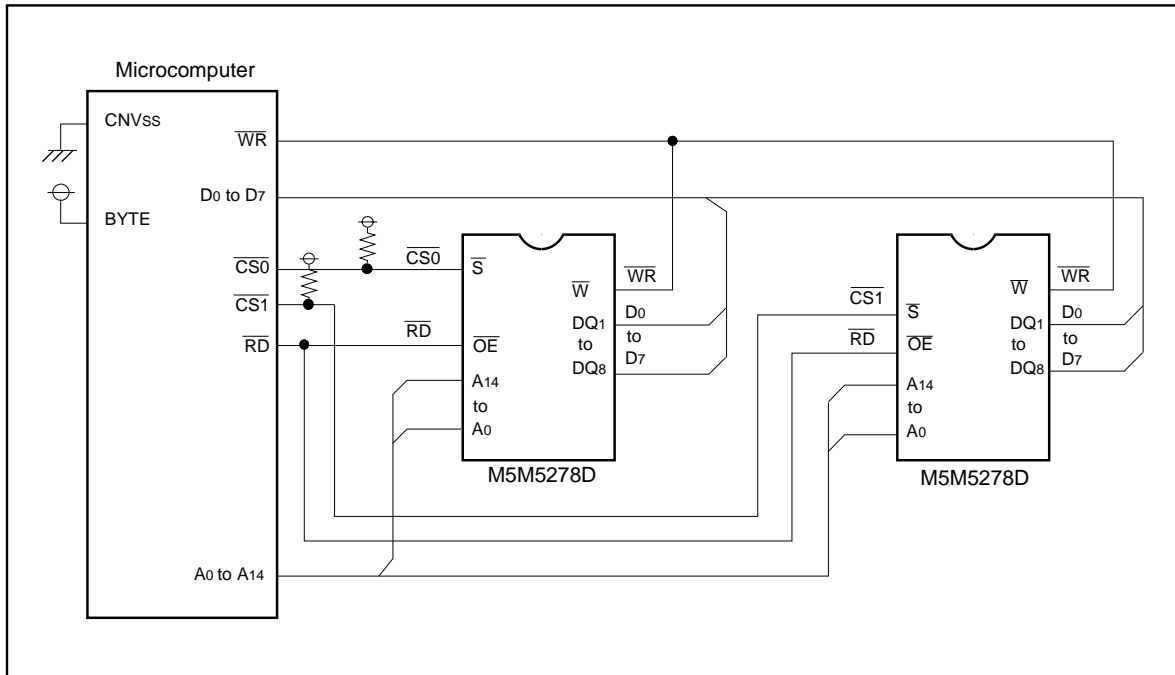 Microcomputer
CNVSS
WR
D0 to D7
BYTE
CS0
CS1
RD
A0 to A14
CS0
RD
S
OE
A14
to
A0
W
DQ1
to
DQ8
WR
D0
to
D7
M5M5278D
CS1
RD
S
OE
A14
to
A0
W
DQ1
to
DQ8
WR
D0
to
D7
M5M5278D